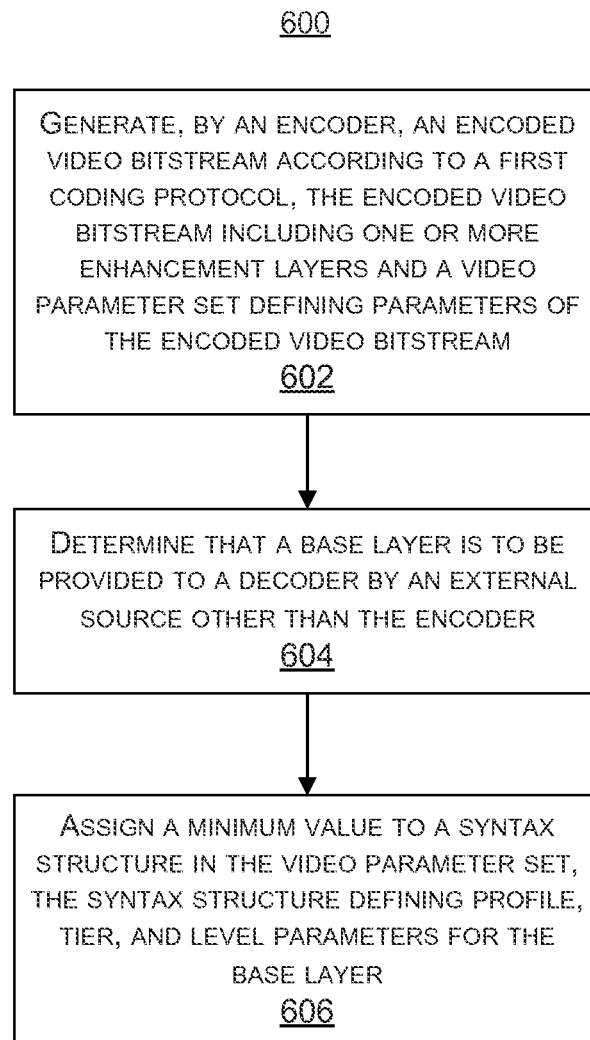 600
GENERATE, BY AN ENCODER, AN ENCODED
VIDEO BITSTREAM ACCORDING TO A FIRST
CODING PROTOCOL, THE ENCODED VIDEO
BITSTREAM INCLUDING ONE OR MORE
ENHANCEMENT LAYERS AND A VIDEO
PARAMETER SET DEFINING PARAMETERS OF
THE ENCODED VIDEO BITSTREAM
602
DETERMINE THAT A BASE LAYER IS TO BE
PROVIDED TO A DECODER BY AN EXTERNAL
SOURCE OTHER THAN THE ENCODER
604
ASSIGN A MINIMUM VALUE TO A SYNTAX
STRUCTURE IN THE VIDEO PARAMETER SET,
THE SYNTAX STRUCTURE DEFINING PROFILE,
TIER, AND LEVEL PARAMETERS FOR THE
BASE LAYER
606